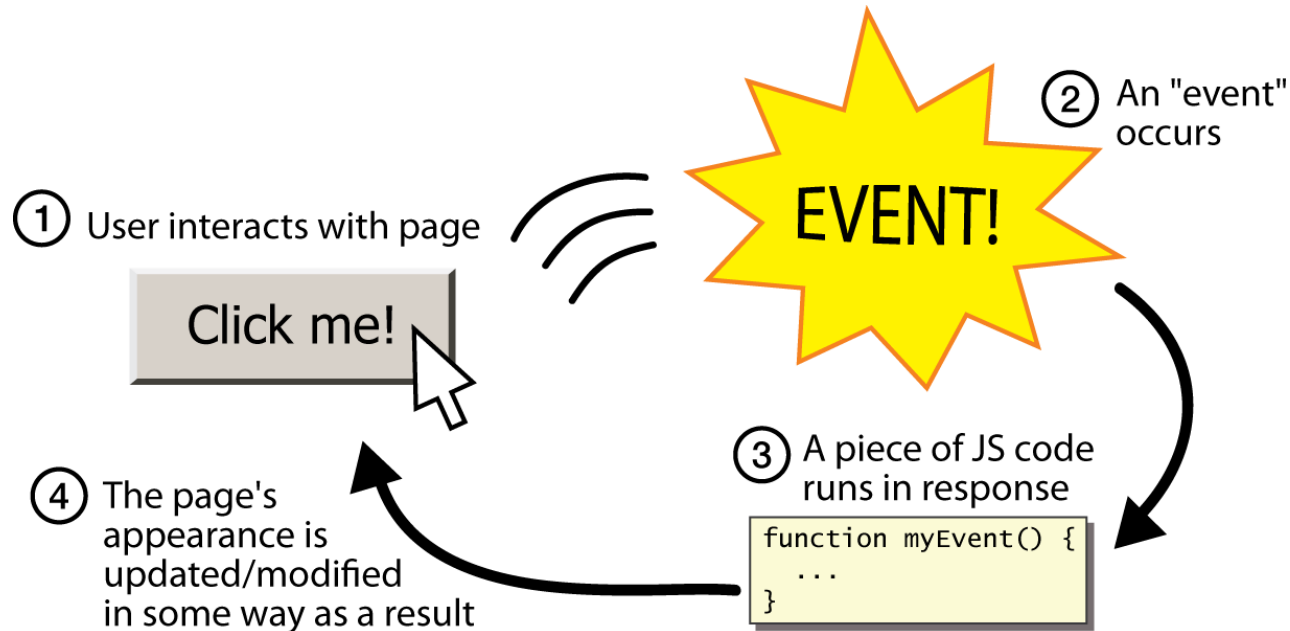 1 User interacts with page
Click me!
EVENT!
2 An "event"
occurs
3 A piece of JS code
runs in response
function myEvent() {
  ...
}
4 The page's
appearance is
updated/modified
in some way as a result